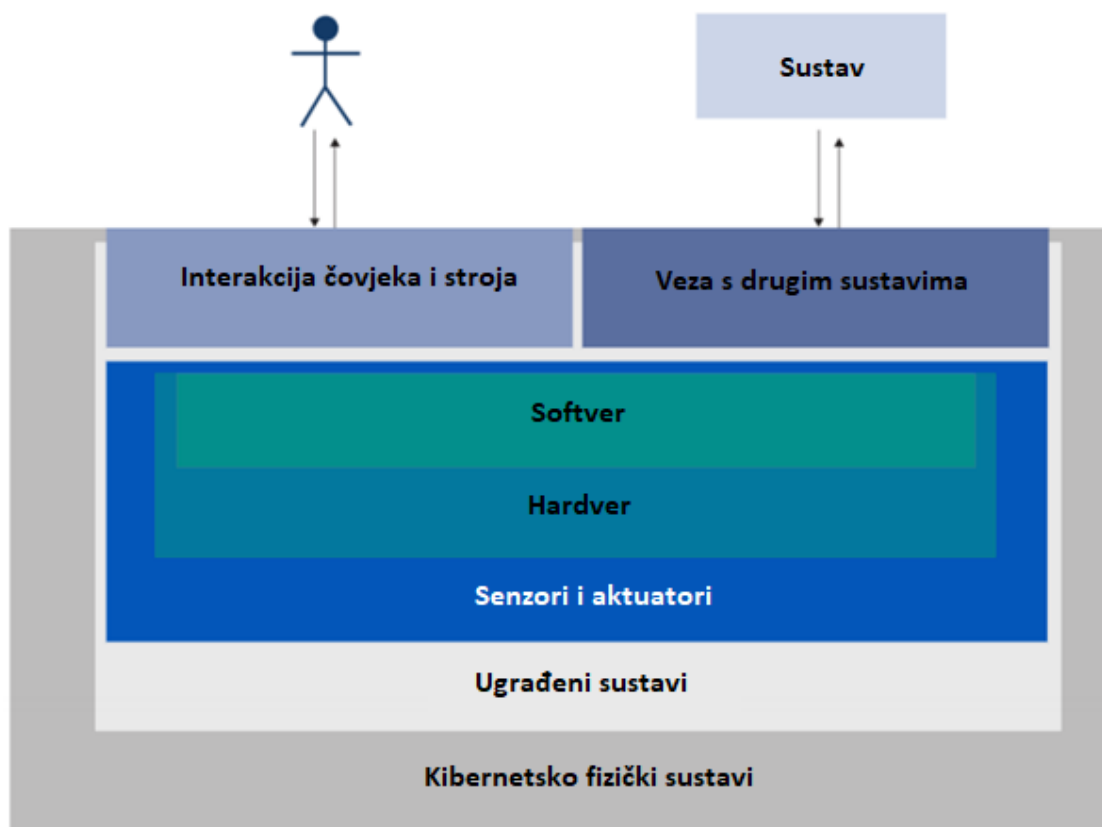 Sustav
Interakcija čovjeka i stroja
Veza s drugim sustavima
Softver
Hardver
Senzori i aktuatori
Ugrađeni sustavi
Kibernetsko fizički sustavi